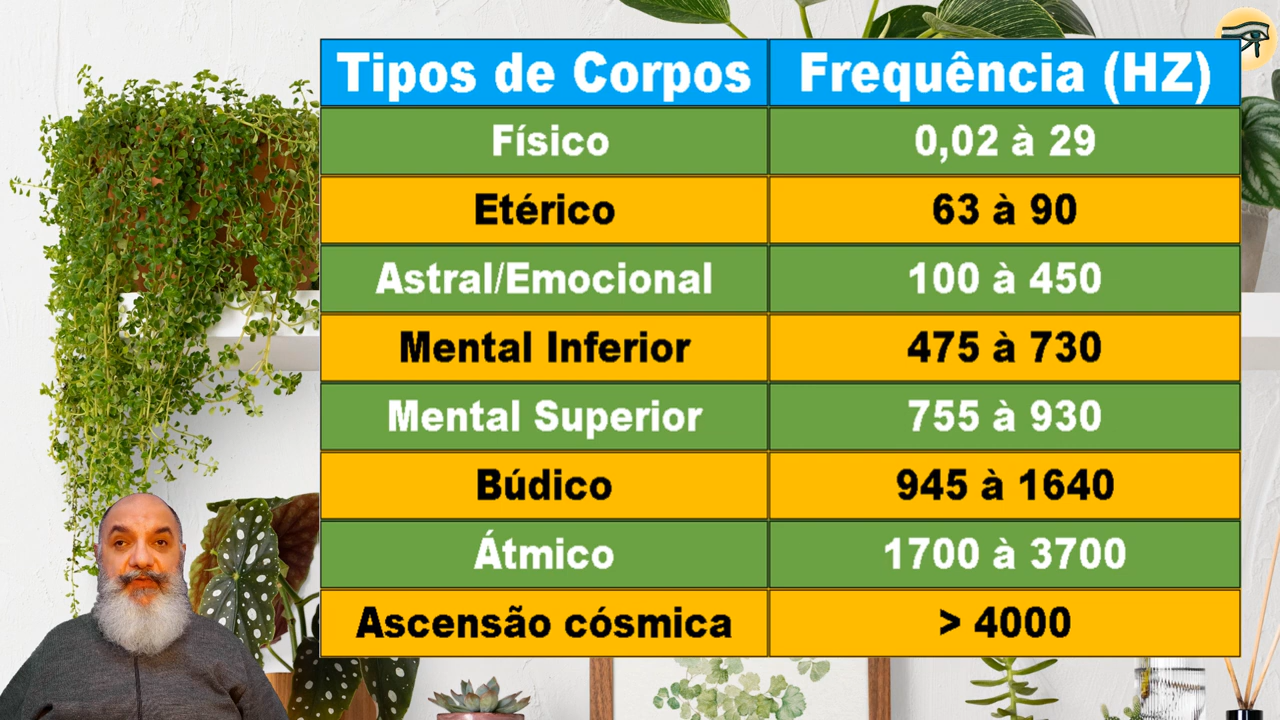 Tipos de Corpos Frequência (HZ)
Físico 0,02 à 29
Etérico 63 à 90
Astral/Emocional 100 à 450
Mental Inferior 475 à 730
Mental Superior 755 à 930
Búdico 945 à 1640
Átmico 1700 à 3700
Ascensão cósmica > 4000